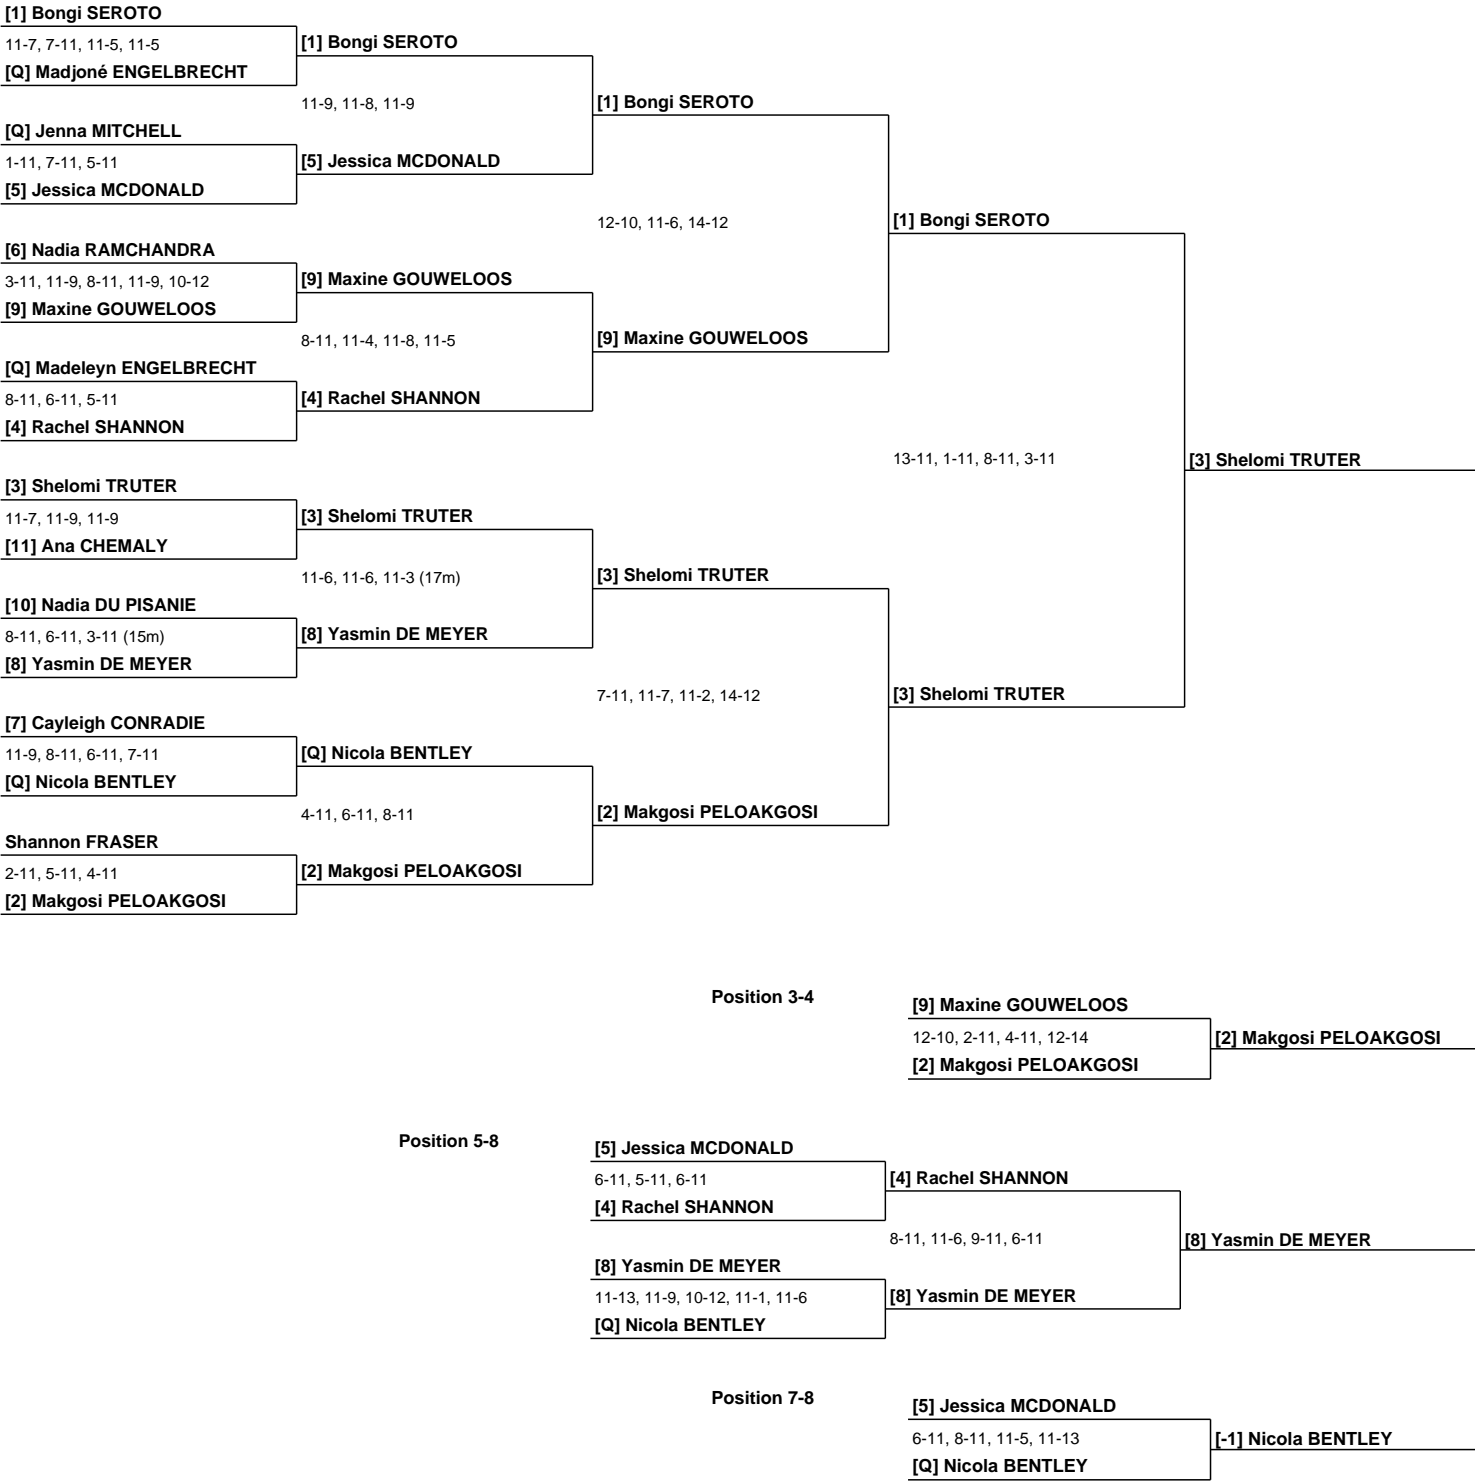 [1] Bongi SEROTO
11-7, 7-11, 11-5, 11-5
[Q] Madjoné ENGELBRECHT
[1] Bongi SEROTO
11-9, 11-8, 11-9
[Q] Jenna MITCHELL
1-11, 7-11, 5-11
[5] Jessica MCDONALD
[5] Jessica MCDONALD
[1] Bongi SEROTO
12-10, 11-6, 14-12
[6] Nadia RAMCHANDRA
3-11, 11-9, 8-11, 11-9, 10-12
[9] Maxine GOUWELOOS
[9] Maxine GOUWELOOS
8-11, 11-4, 11-8, 11-5
[Q] Madeleyn ENGELBRECHT
8-11, 6-11, 5-11
[4] Rachel SHANNON
[4] Rachel SHANNON
[9] Maxine GOUWELOOS
[1] Bongi SEROTO
13-11, 1-11, 8-11, 3-11
[3] Shelomi TRUTER
[3] Shelomi TRUTER
11-7, 11-9, 11-9
[11] Ana CHEMALY
[3] Shelomi TRUTER
11-6, 11-6, 11-3 (17m)
[10] Nadia DU PISANIE
8-11, 6-11, 3-11 (15m)
[8] Yasmin DE MEYER
[8] Yasmin DE MEYER
[3] Shelomi TRUTER
7-11, 11-7, 11-2, 14-12
[7] Cayleigh CONRADIE
11-9, 8-11, 6-11, 7-11
[Q] Nicola BENTLEY
[Q] Nicola BENTLEY
4-11, 6-11, 8-11
Shannon FRASER
2-11, 5-11, 4-11
[2] Makgosi PELOAKGOSI
[2] Makgosi PELOAKGOSI
[2] Makgosi PELOAKGOSI
[3] Shelomi TRUTER
Position 3-4
[9] Maxine GOUWELOOS
12-10, 2-11, 4-11, 12-14
[2] Makgosi PELOAKGOSI
[2] Makgosi PELOAKGOSI
Position 5-8
[5] Jessica MCDONALD
6-11, 5-11, 6-11
[4] Rachel SHANNON
[4] Rachel SHANNON
8-11, 11-6, 9-11, 6-11
[8] Yasmin DE MEYER
[8] Yasmin DE MEYER
11-13, 11-9, 10-12, 11-1, 11-6
[Q] Nicola BENTLEY
[8] Yasmin DE MEYER
Position 7-8
[5] Jessica MCDONALD
6-11, 8-11, 11-5, 11-13
[Q] Nicola BENTLEY
[-1] Nicola BENTLEY